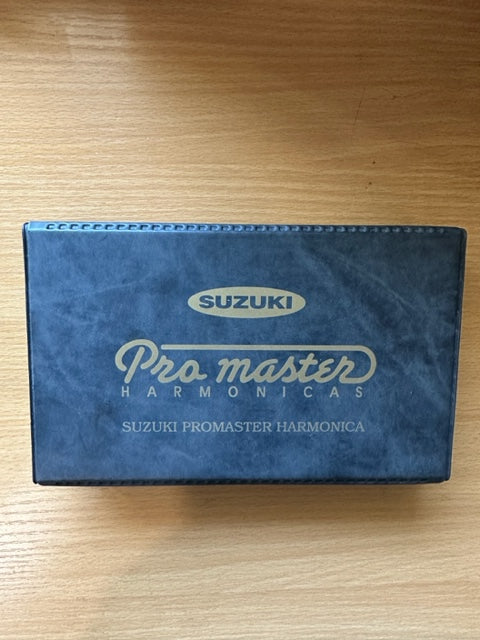 SUZUKI
Pro master
HARMONICAS
SUZUKI PROMASTER HARMONICA